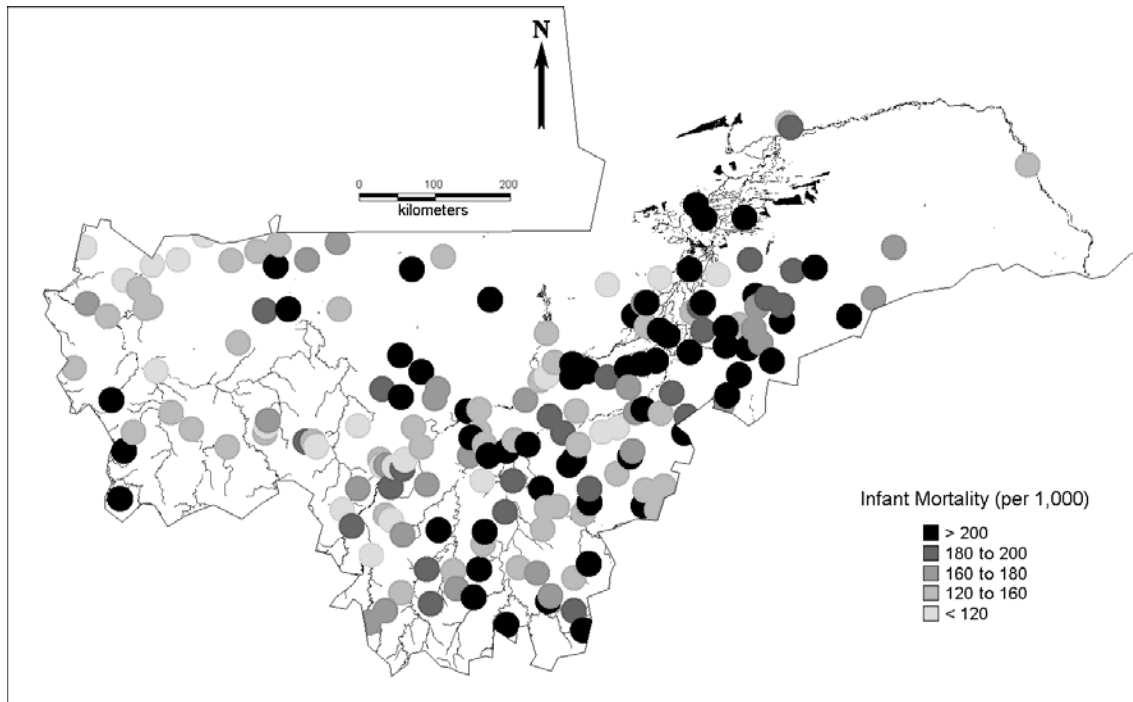 N
0 100 200
kilometers
Infant Mortality (per 1,000)
> 200
180 to 200
160 to 180
120 to 160
< 120